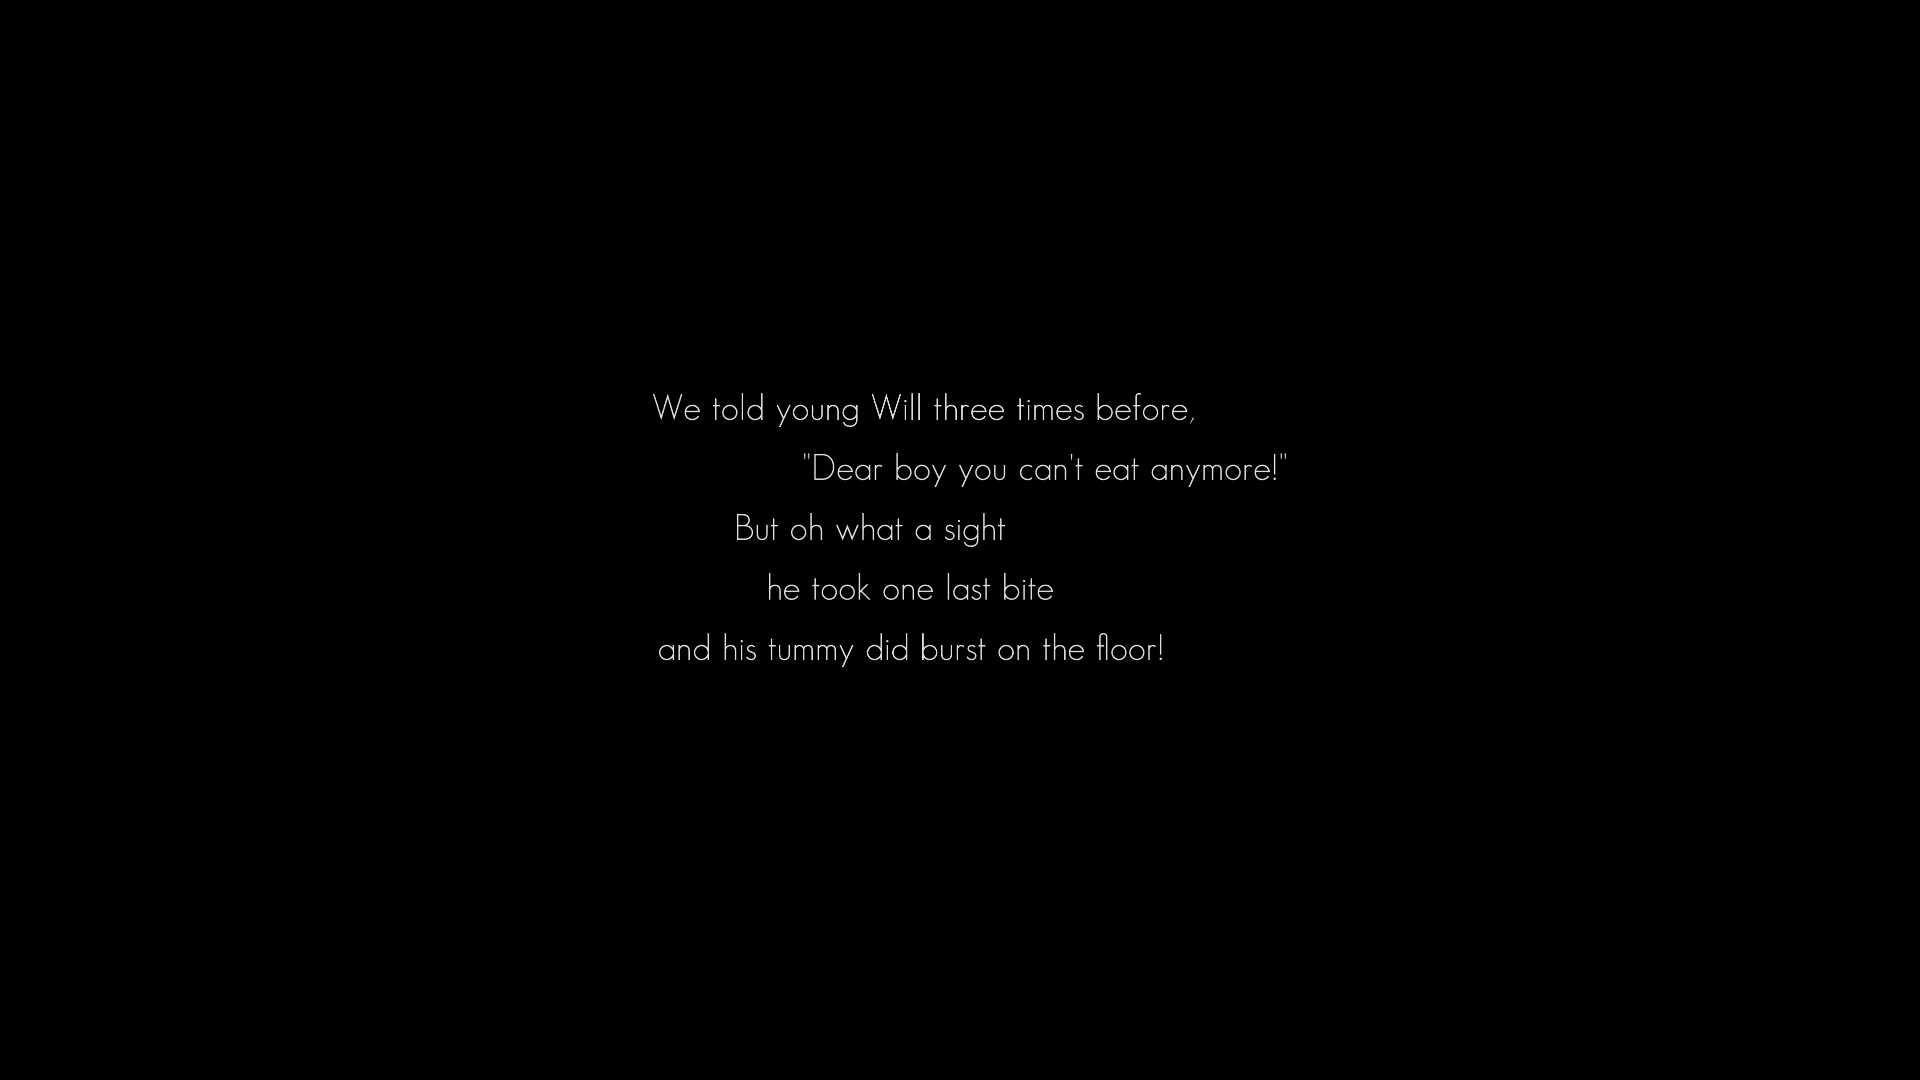 We told young Will three times before,
"Dear boy you can't eat anymore!"
But oh what a sight
he took one last bite
and his tummy did burst on the floor!